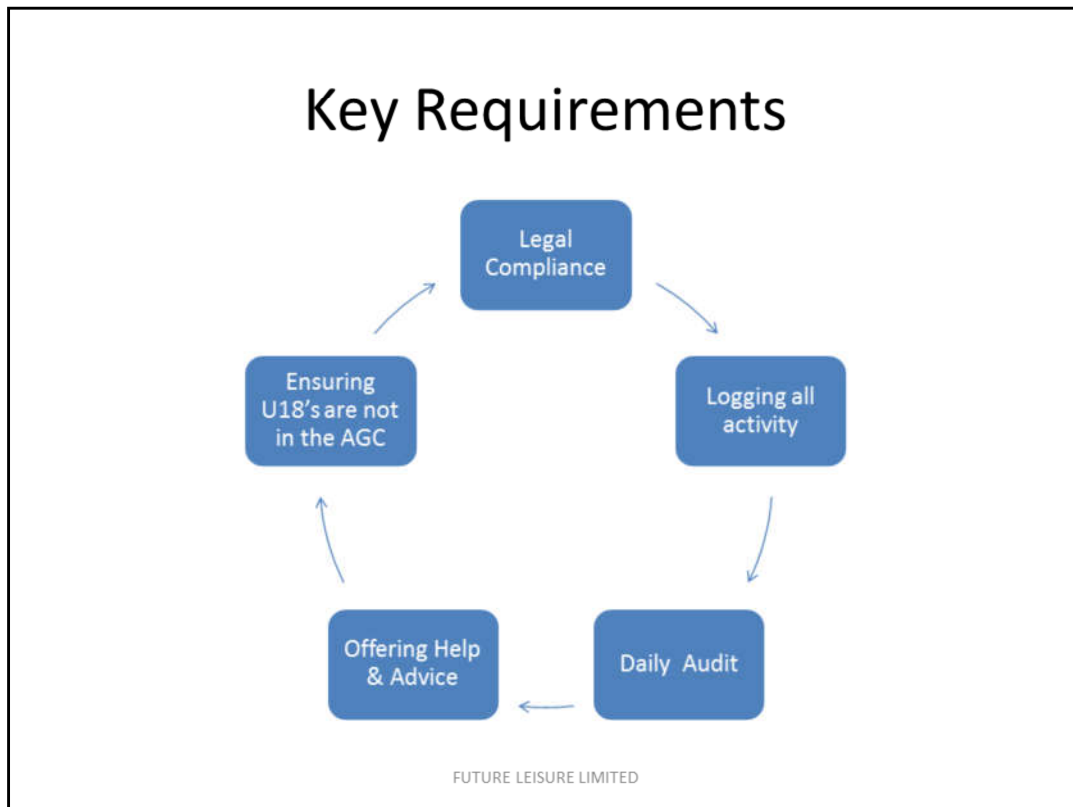 Key Requirements
Legal
Compliance
Logging all
activity
Daily Audit
Offering Help
& Advice
Ensuring
U18's are not
in the AGC
FUTURE LEISURE LIMITED